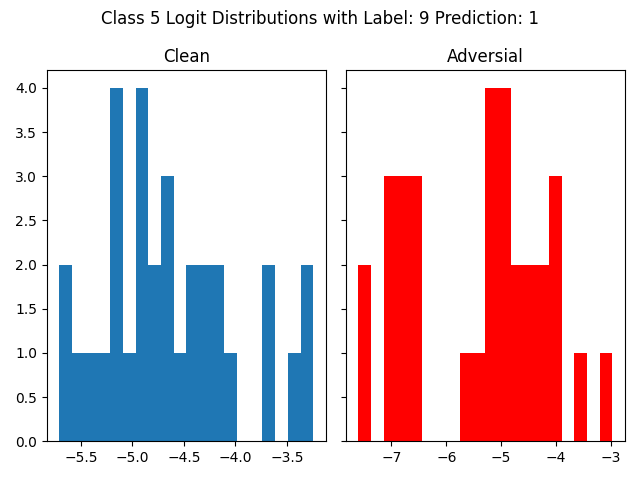 Class 5 Logit Distributions with Label: 9 Prediction: 1
Clean
Adversial
4.0
3.5
3.0
2.5
2.0
1.5
1.0
0.5
0.0
−5.5 −5.0 −4.5 −4.0 −3.5
−7 −6 −5 −4 −3